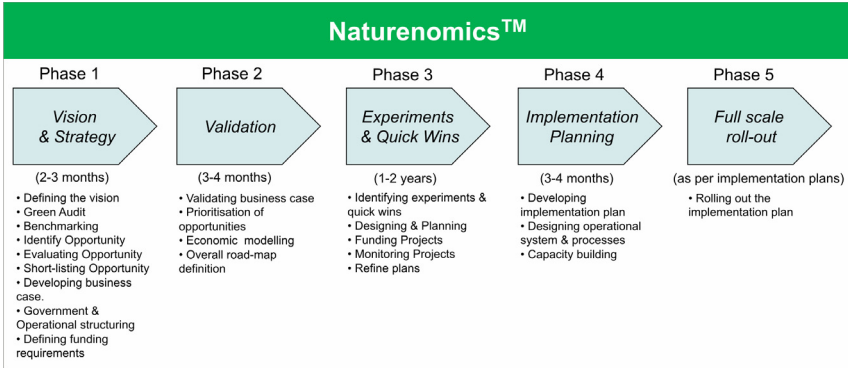 Naturenomics™
Phase 1
Vision
& Strategy
(2-3 months)
• Defining the vision
• Green Audit
• Benchmarking
• Identify Opportunity
• Evaluating Opportunity
• Short-listing Opportunity
• Developing business
case.
• Government &
Operational structuring
• Defining funding
requirements
Phase 2
Validation
(3-4 months)
• Validating business case
• Prioritisation of
opportunities
• Economic modelling
• Overall road-map
definition
Phase 3
Experiments
& Quick Wins
(1-2 years)
• Identifying experiments &
quick wins
• Designing & Planning
• Funding Projects
• Monitoring Projects
• Refine plans
Phase 4
Implementation
Planning
(3-4 months)
• Developing
implementation plan
• Designing operational
system & processes
• Capacity building
Phase 5
Full scale
roll-out
(as per implementation plans)
• Rolling out the
implementation plan